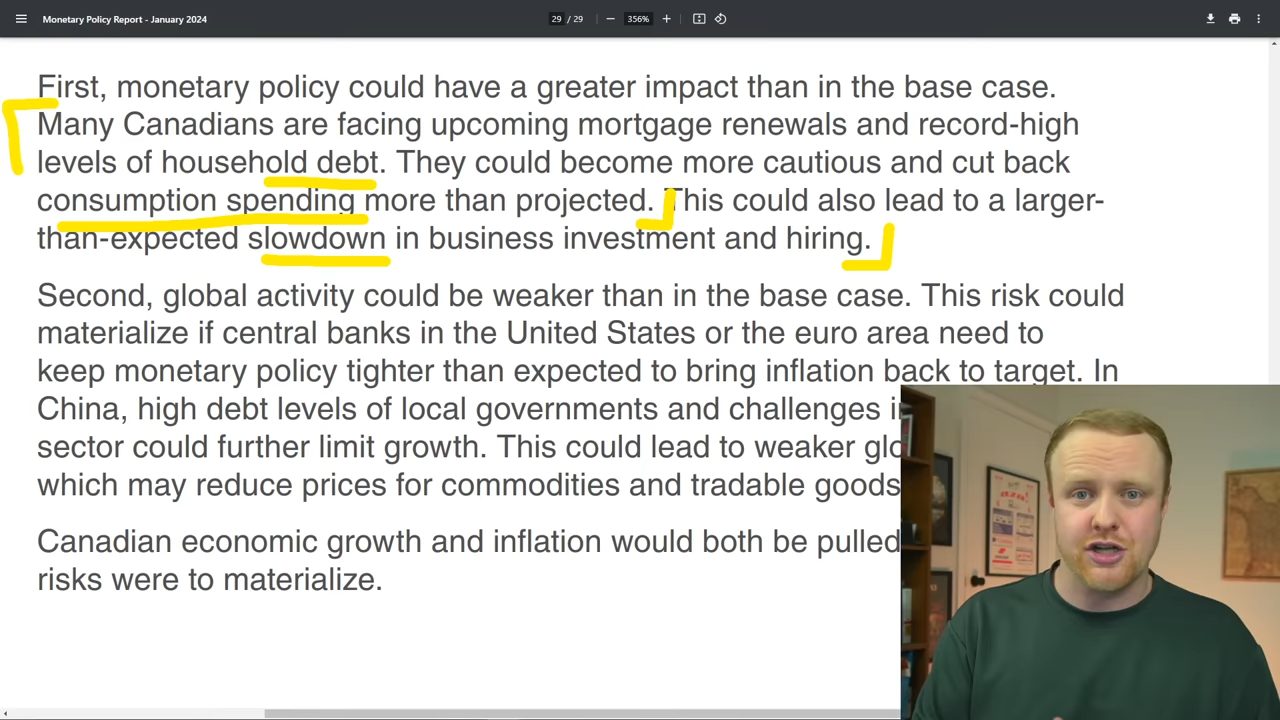 Monetary Policy Report - January 2024
29 / 29
356%
First, monetary policy could have a greater impact than in the base case.
Many Canadians are facing upcoming mortgage renewals and record-high
levels of household debt. They could become more cautious and cut back
consumption spending more than projected. This could also lead to a larger-
than-expected slowdown in business investment and hiring.
Second, global activity could be weaker than in the base case. This risk could
materialize if central banks in the United States or the euro area need to
keep monetary policy tighter than expected to bring inflation back to target. In
China, high debt levels of local governments and challenges
sector could further limit growth. This could lead to weaker
which may reduce prices for commodities and tradable goods
Canadian economic growth and inflation would both be pulled
risks were to materialize.